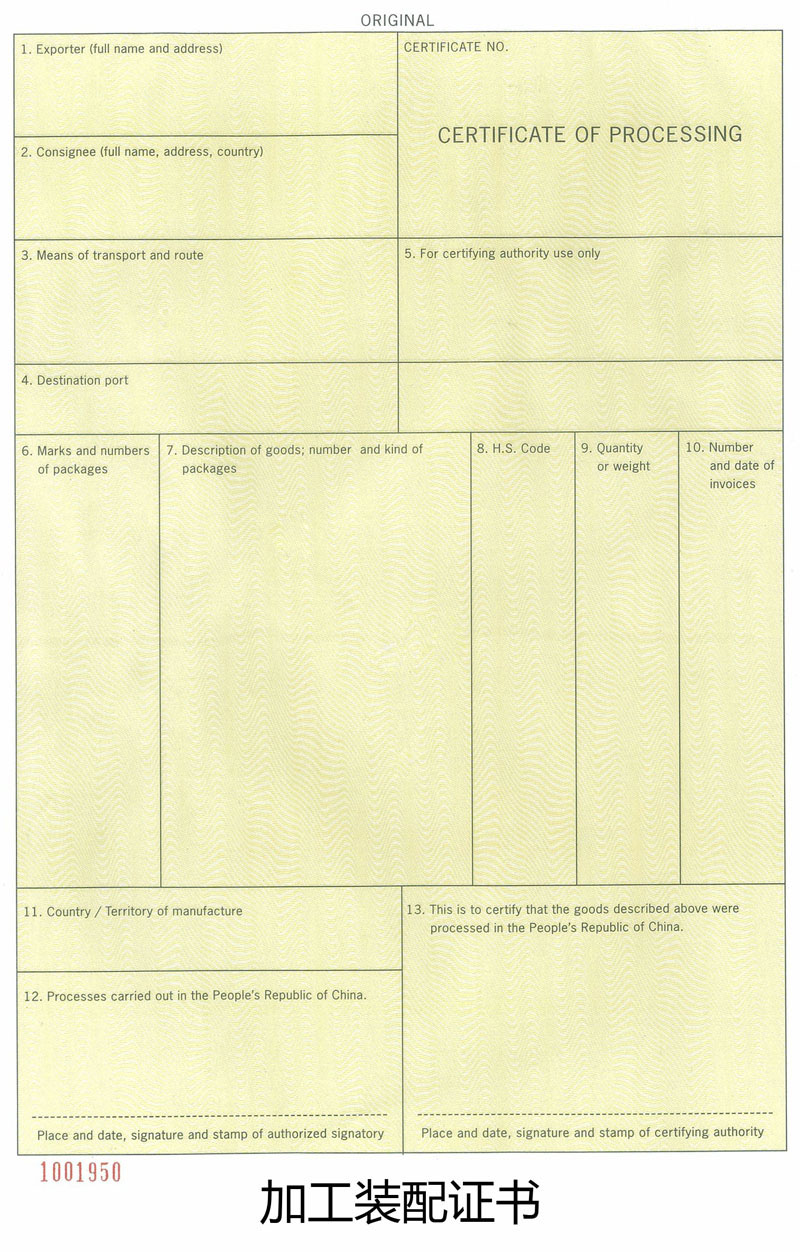 ORIGINAL
1. Exporter (full name and address)
CERTIFICATE NO.
CERTIFICATE OF PROCESSING
2. Consignee (full name, address, country)
3. Means of transport and route
5. For certifying authority use only
4. Destination port
6. Marks and numbers
of packages
7. Description of goods; number and kind of
packages
8. H.S. Code
9. Quantity
or weight
10. Number
and date of
invoices
11. Country / Territory of manufacture
13. This is to certify that the goods described above were
processed in the People's Republic of China.
12. Processes carried out in the People's Republic of China.
Place and date, signature and stamp of authorized signatory
Place and date, signature and stamp of certifying authority
1001950
加工装配证书